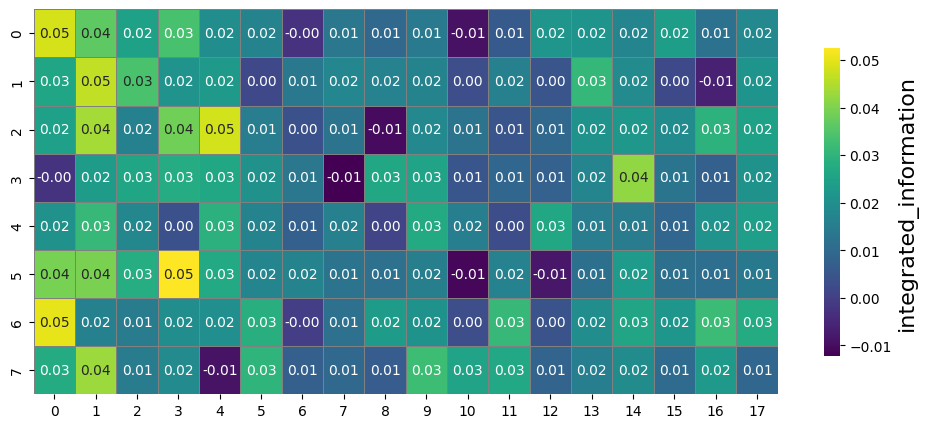 0 0.05 0.04 0.02 0.03 0.02 0.02 -0.00 0.01 0.01 0.01 -0.01 0.01 0.02 0.02 0.02 0.02 0.01 0.02
1 0.03 0.05 0.03 0.02 0.02 0.00 0.01 0.02 0.02 0.02 0.00 0.02 0.00 0.03 0.02 0.00 -0.01 0.02
2 0.02 0.04 0.02 0.04 0.05 0.01 0.00 0.01 -0.01 0.02 0.01 0.01 0.01 0.02 0.02 0.02 0.03 0.02
3 -0.00 0.02 0.03 0.03 0.03 0.02 0.01 -0.01 0.03 0.03 0.01 0.01 0.01 0.02 0.04 0.01 0.01 0.02
4 0.02 0.03 0.02 0.00 0.03 0.02 0.01 0.02 0.00 0.03 0.02 0.00 0.03 0.01 0.01 0.01 0.02 0.02
5 0.04 0.04 0.03 0.05 0.03 0.02 0.02 0.01 0.01 0.02 -0.01 0.02 -0.01 0.01 0.02 0.01 0.01 0.01
6 0.05 0.02 0.01 0.02 0.02 0.03 -0.00 0.01 0.02 0.02 0.00 0.03 0.00 0.02 0.03 0.02 0.03 0.03
7 0.03 0.04 0.01 0.02 -0.01 0.03 0.01 0.01 0.01 0.03 0.03 0.03 0.01 0.02 0.02 0.01 0.02 0.01
0 1 2 3 4 5 6 7 8 9 10 11 12 13 14 15 16 17
0.05
0.04
0.03
0.02
0.01
0.00
−0.01
integrated_information